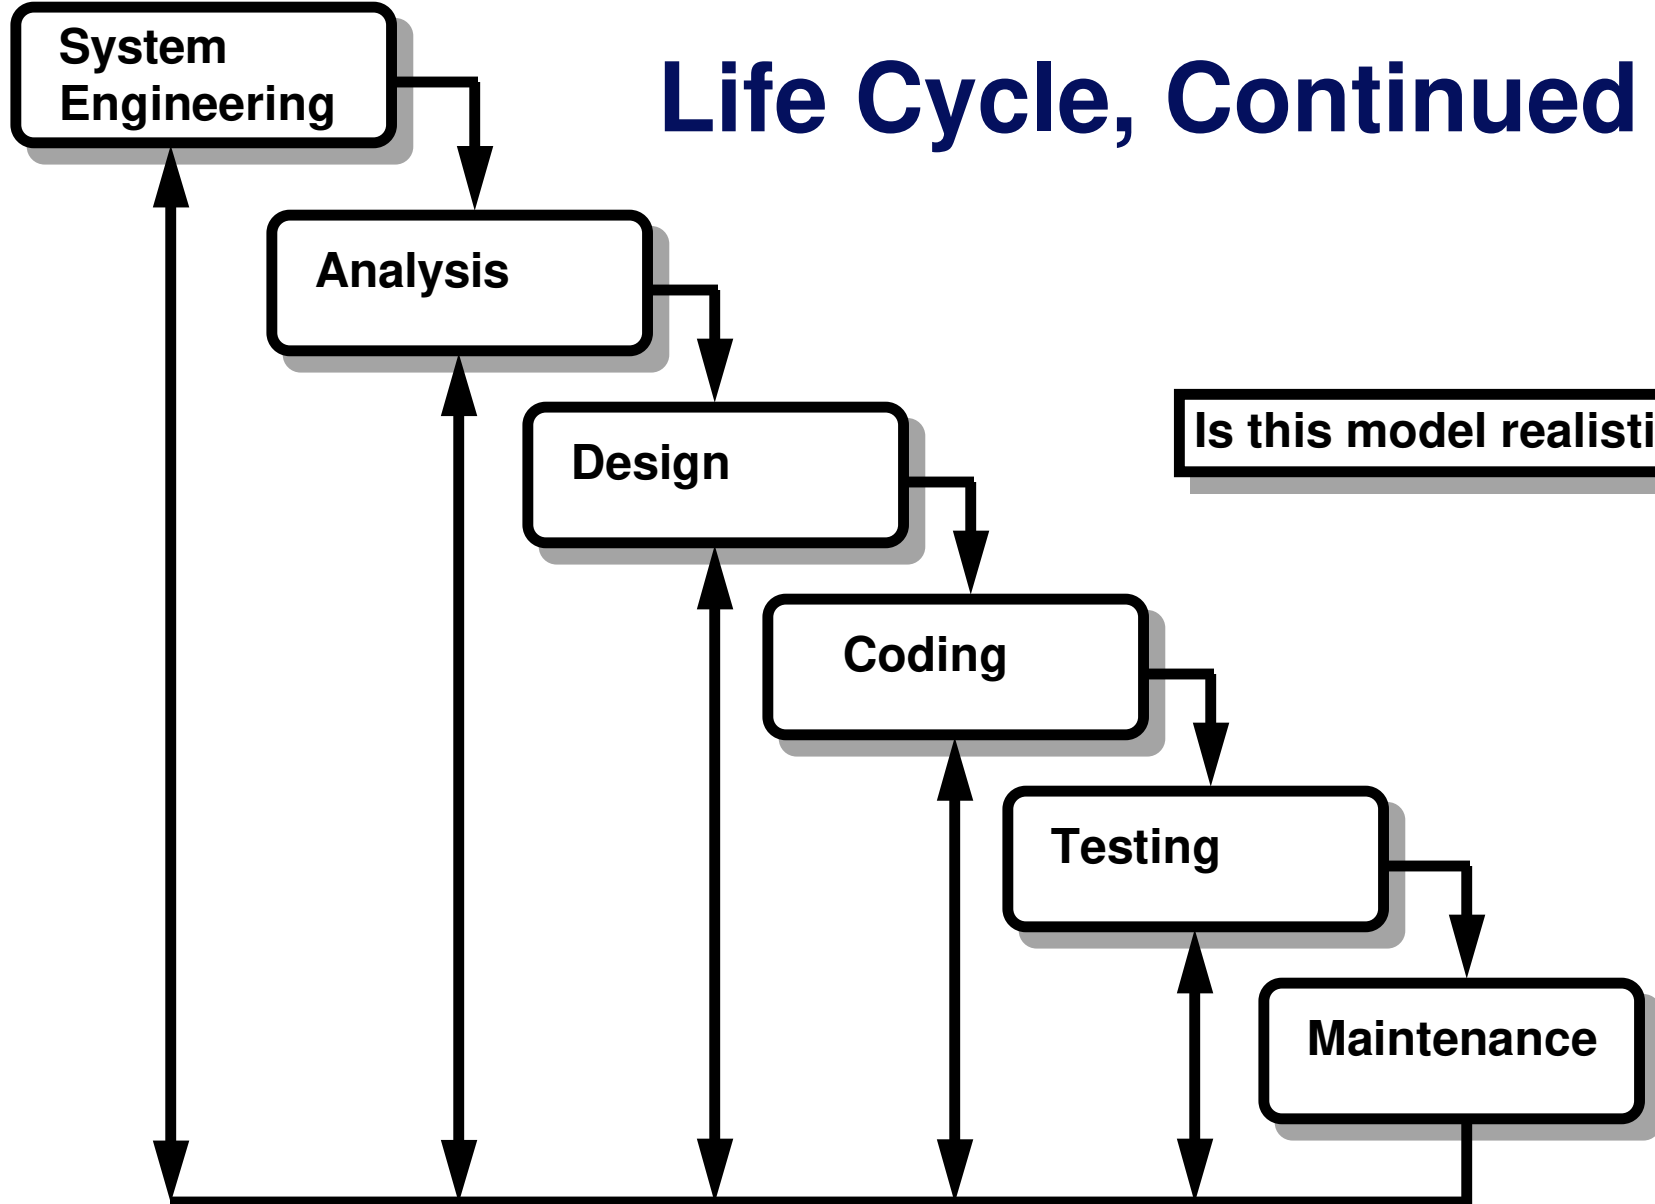 System
Engineering
Life Cycle, Continued
Analysis
Is this model realisti
Design
Coding
Testing
Maintenance